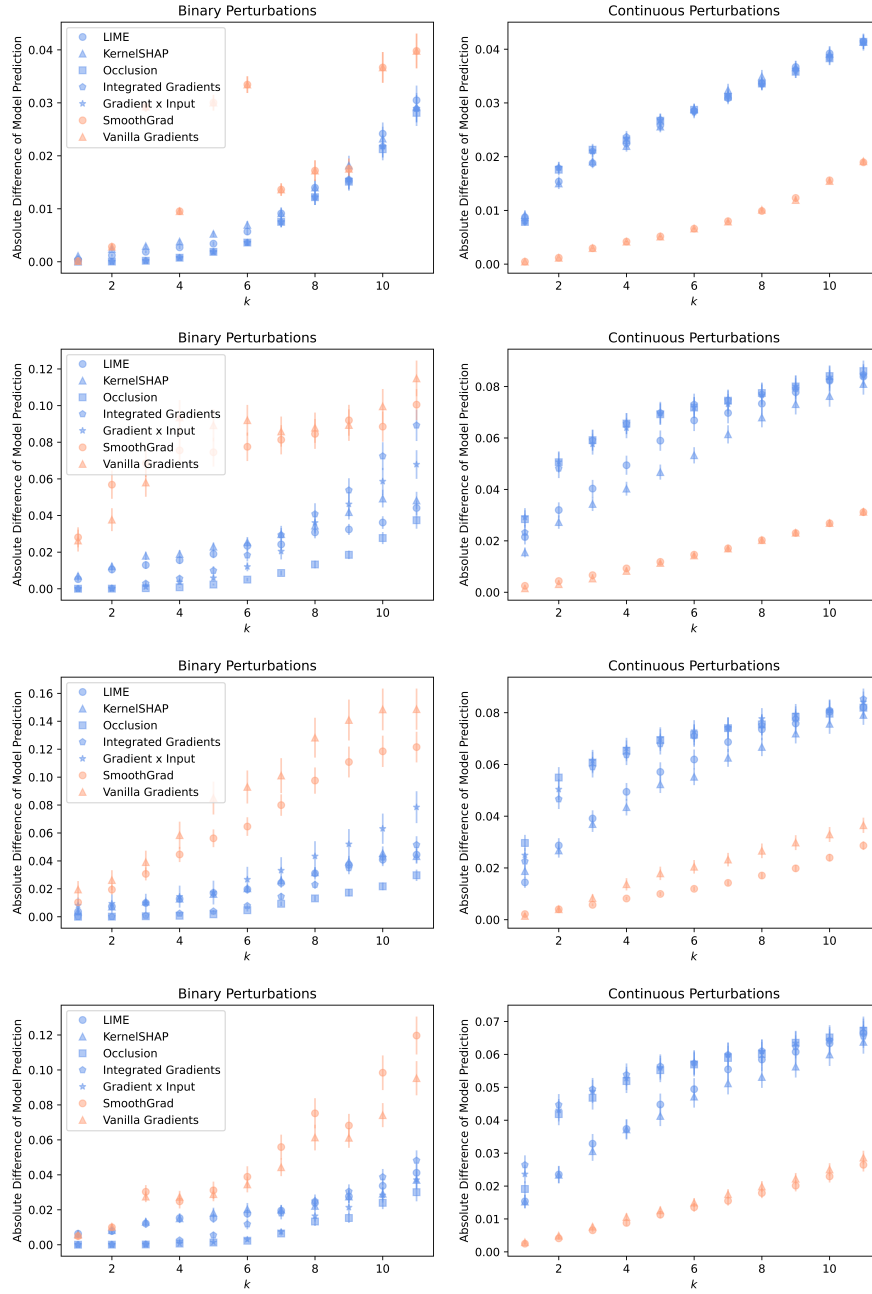 Binary Perturbations
Absolute Difference of Model Prediction
0.04
0.03
0.02
0.01
0.00
LIME
KernelSHAP
Occlusion
Integrated Gradients
Gradient x Input
SmoothGrad
Vanilla Gradients
2 4 6 8 10
k
Continuous Perturbations
Absolute Difference of Model Prediction
0.04
0.03
0.02
0.01
0.00
2 4 6 8 10
k
Binary Perturbations
Absolute Difference of Model Prediction
0.12
0.10
0.08
0.06
0.04
0.02
0.00
LIME
KernelSHAP
Occlusion
Integrated Gradients
Gradient x Input
SmoothGrad
Vanilla Gradients
2 4 6 8 10
k
Continuous Perturbations
Absolute Difference of Model Prediction
0.08
0.06
0.04
0.02
0.00
2 4 6 8 10
k
Binary Perturbations
Absolute Difference of Model Prediction
0.16
0.14
0.12
0.10
0.08
0.06
0.04
0.02
0.00
LIME
KernelSHAP
Occlusion
Integrated Gradients
Gradient x Input
SmoothGrad
Vanilla Gradients
2 4 6 8 10
k
Continuous Perturbations
Absolute Difference of Model Prediction
0.08
0.06
0.04
0.02
0.00
2 4 6 8 10
k
Binary Perturbations
Absolute Difference of Model Prediction
0.12
0.10
0.08
0.06
0.04
0.02
0.00
LIME
KernelSHAP
Occlusion
Integrated Gradients
Gradient x Input
SmoothGrad
Vanilla Gradients
2 4 6 8 10
k
Continuous Perturbations
Absolute Difference of Model Prediction
0.07
0.06
0.05
0.04
0.03
0.02
0.01
0.00
2 4 6 8 10
k